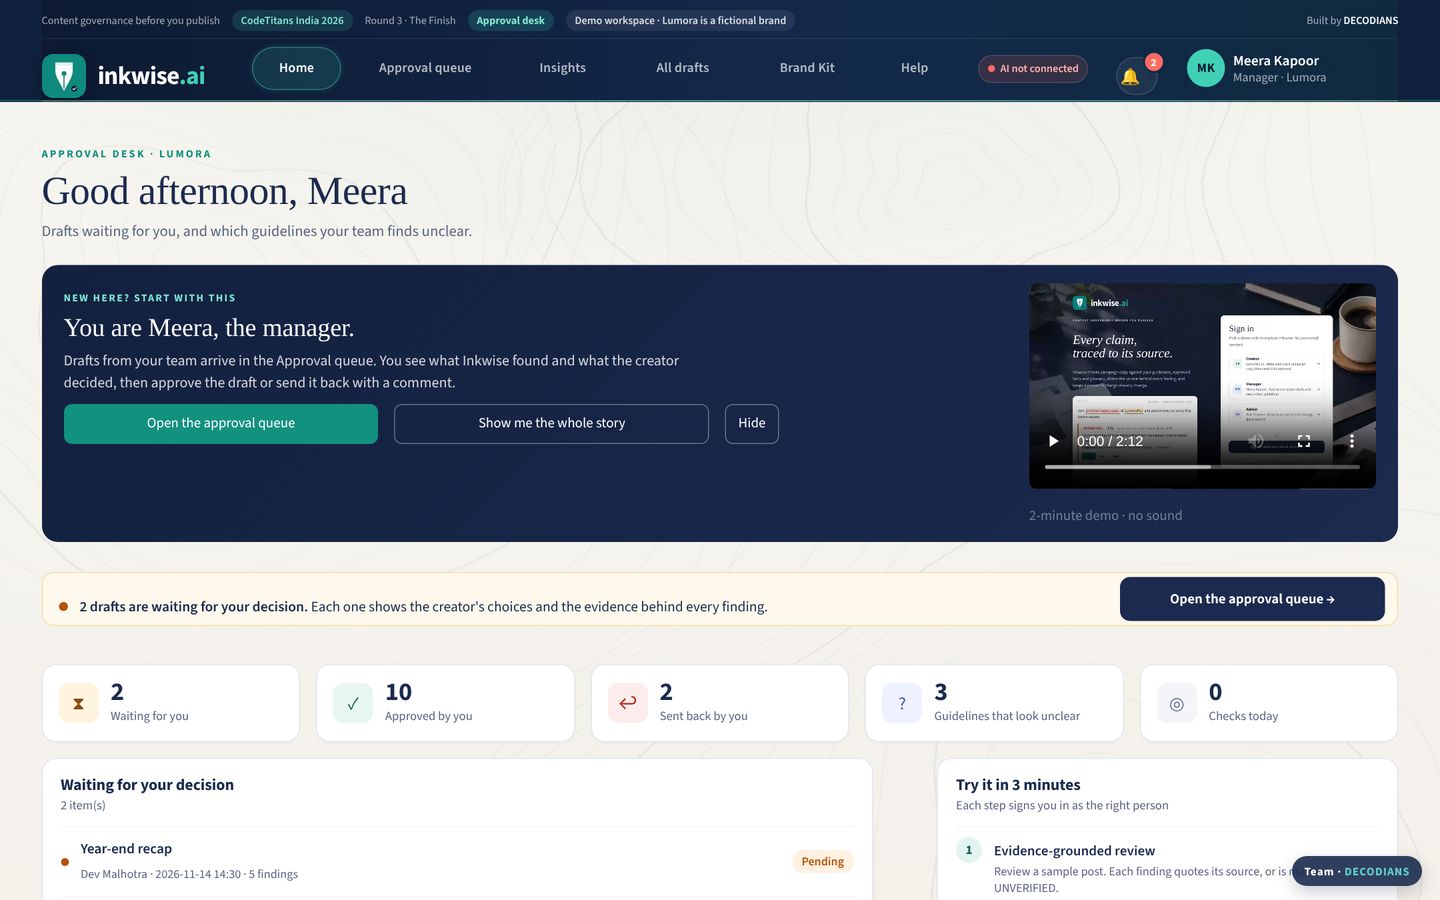 Content governance before you publish
CodeTitans India 2026
Round 3 · The Finish
Approval desk
Demo workspace · Lumora is a fictional brand
Built by DECODIANS
inkwise.ai
Home
Approval queue
Insights
All drafts
Brand Kit
Help
AI not connected
2
MK
Meera Kapoor
Manager · Lumora
APPROVAL DESK · LUMORA
Good afternoon, Meera
Drafts waiting for you, and which guidelines your team finds unclear.
NEW HERE? START WITH THIS
You are Meera, the manager.
Drafts from your team arrive in the Approval queue. You see what Inkwise found and what the creator
decided, then approve the draft or send it back with a comment.
Open the approval queue
Show me the whole story
Hide
inkwise.ai
Every claim,
traced to its source.
Sign in
Creator
Manager
Admin
0:00 / 2:12
2-minute demo · no sound
2 drafts are waiting for your decision. Each one shows the creator's choices and the evidence behind every finding.
Open the approval queue →
2
Waiting for you
✓
10
Approved by you
2
Sent back by you
?
3
Guidelines that look unclear
0
Checks today
Waiting for your decision
2 item(s)
Year-end recap
Dev Malhotra · 2026-11-14 14:30 · 5 findings
Pending
Try it in 3 minutes
Each step signs you in as the right person
1
Evidence-grounded review
Review a sample post. Each finding quotes its source, or is
UNVERIFIED.
Team · DECODIANS